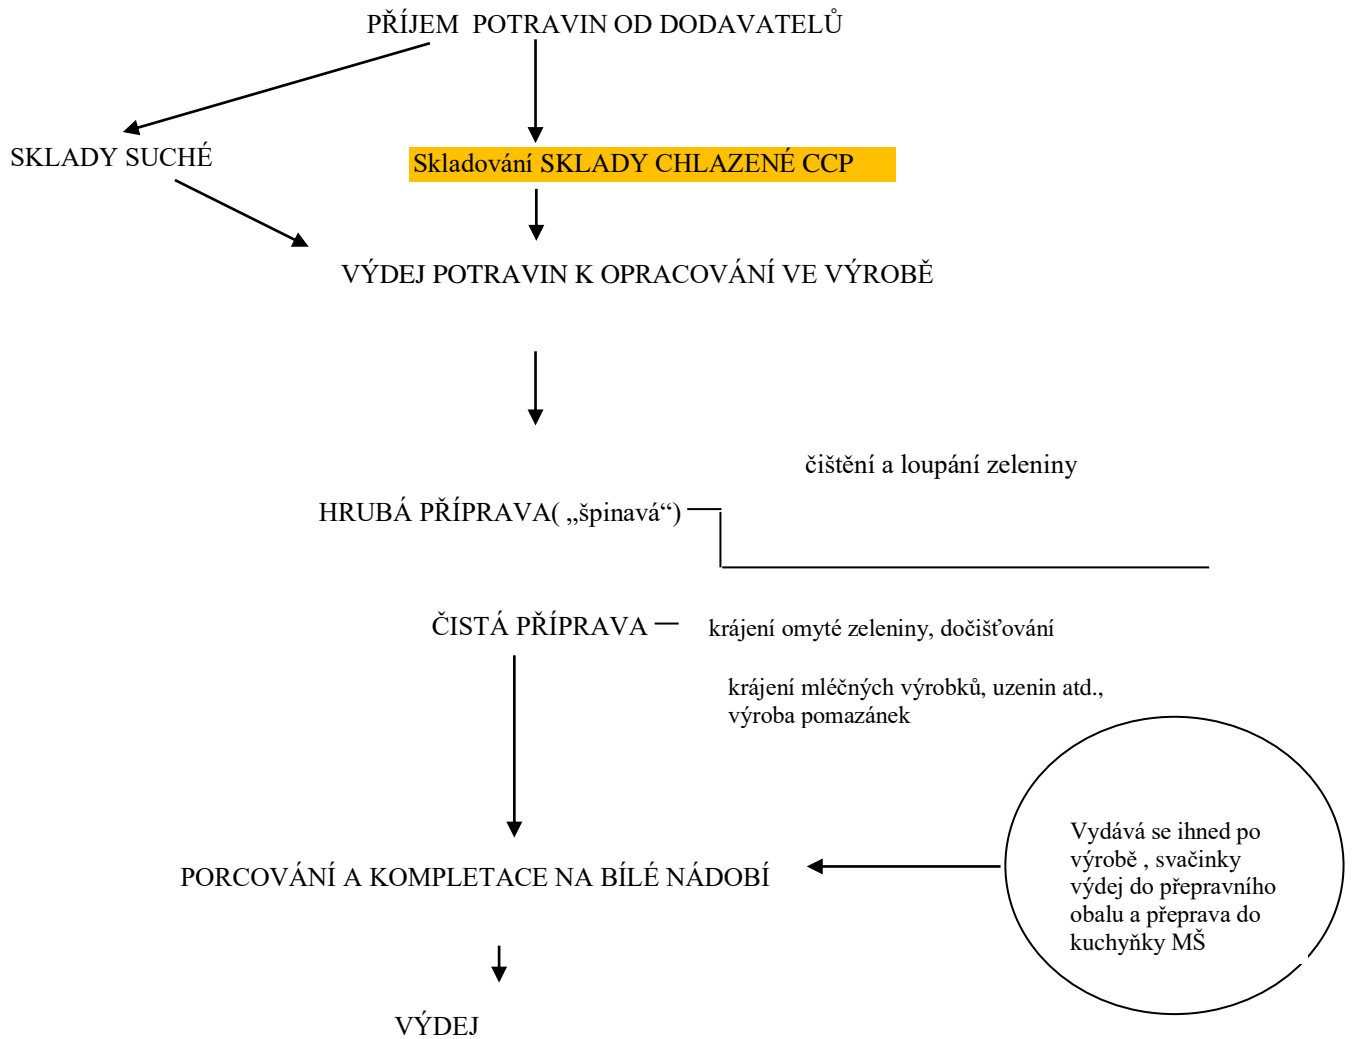 PŘÍJEM  POTRAVIN OD DODAVATELŮ
SKLADY SUCHÉ
Skladování SKLADY CHLAZENÉ CCP
VÝDEJ POTRAVIN K OPRACOVÁNÍ VE VÝROBĚ
čištění a loupání zeleniny
HRUBÁ PŘÍPRAVA( „špinavá“)
ČISTÁ PŘÍPRAVA
krájení omyté zeleniny, dočišťování
krájení mléčných výrobků, uzenin atd.,
výroba pomazánek
Vydává se ihned po
výrobě , svačinky
výdej do přepravního
obalu a přeprava do
kuchyňky MŠ
PORCOVÁNÍ A KOMPLETACE NA BÍLÉ NÁDOBÍ
VÝDEJ